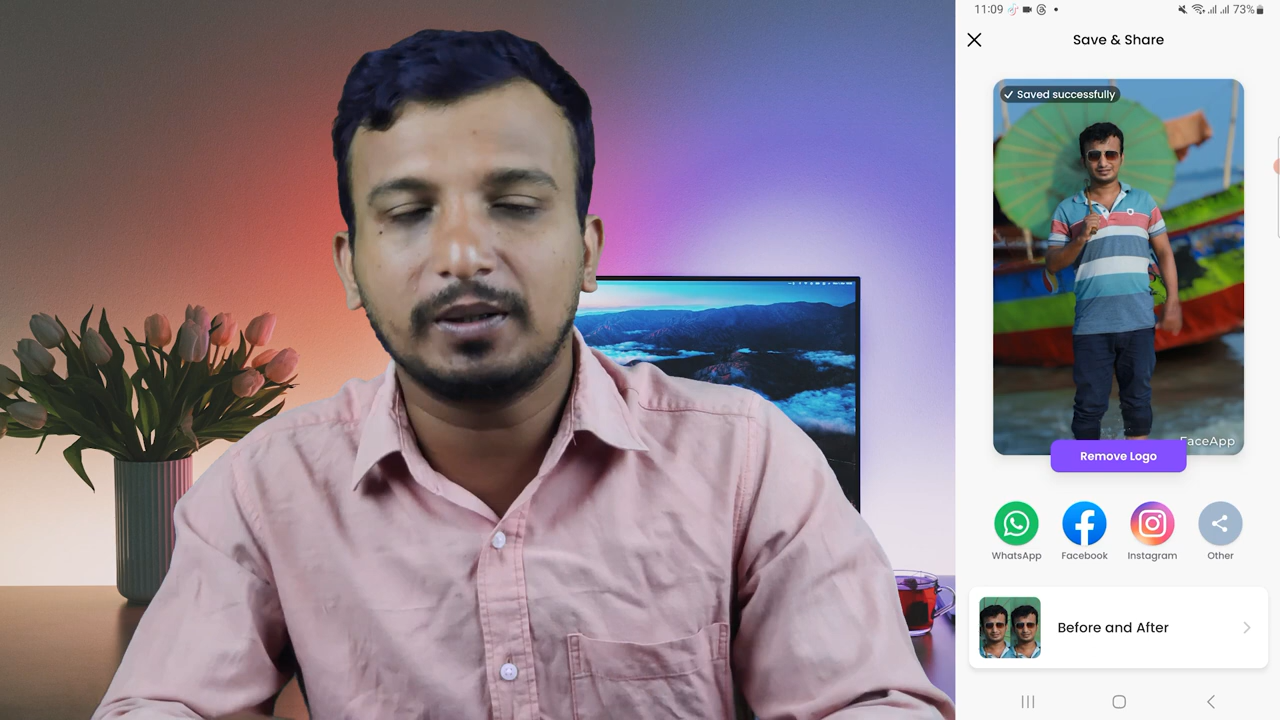 11:09
73%
Save & Share
Saved successfully
FaceApp
Remove Logo
WhatsApp
Facebook
Instagram
Other
Before and After